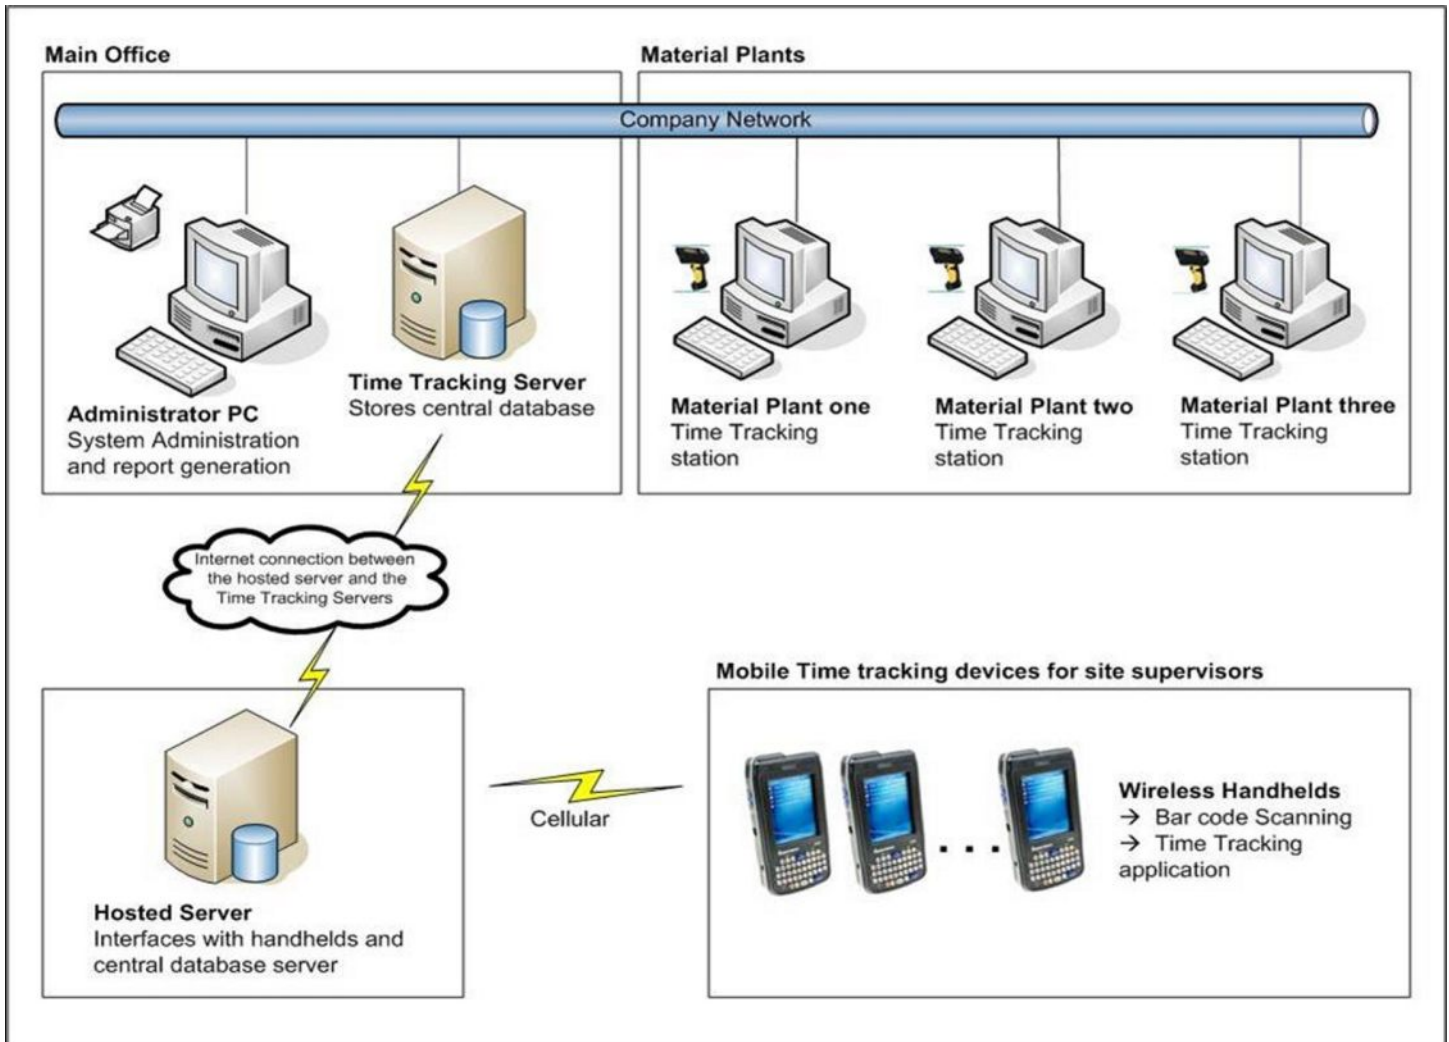 Main Office
Material Plants
Company Network
Administrator PC
System Administration
and report generation
Time Tracking Server
Stores central database
Material Plant one
Time Tracking
station
Material Plant two
Time Tracking
station
Material Plant three
Time Tracking
station
Internet connection between
the hosted server and the
Time Tracking Servers
Hosted Server
Interfaces with handhelds and
central database server
Cellular
Mobile Time tracking devices for site supervisors
. . .
Wireless Handhelds
→ Bar code Scanning
→ Time Tracking
application